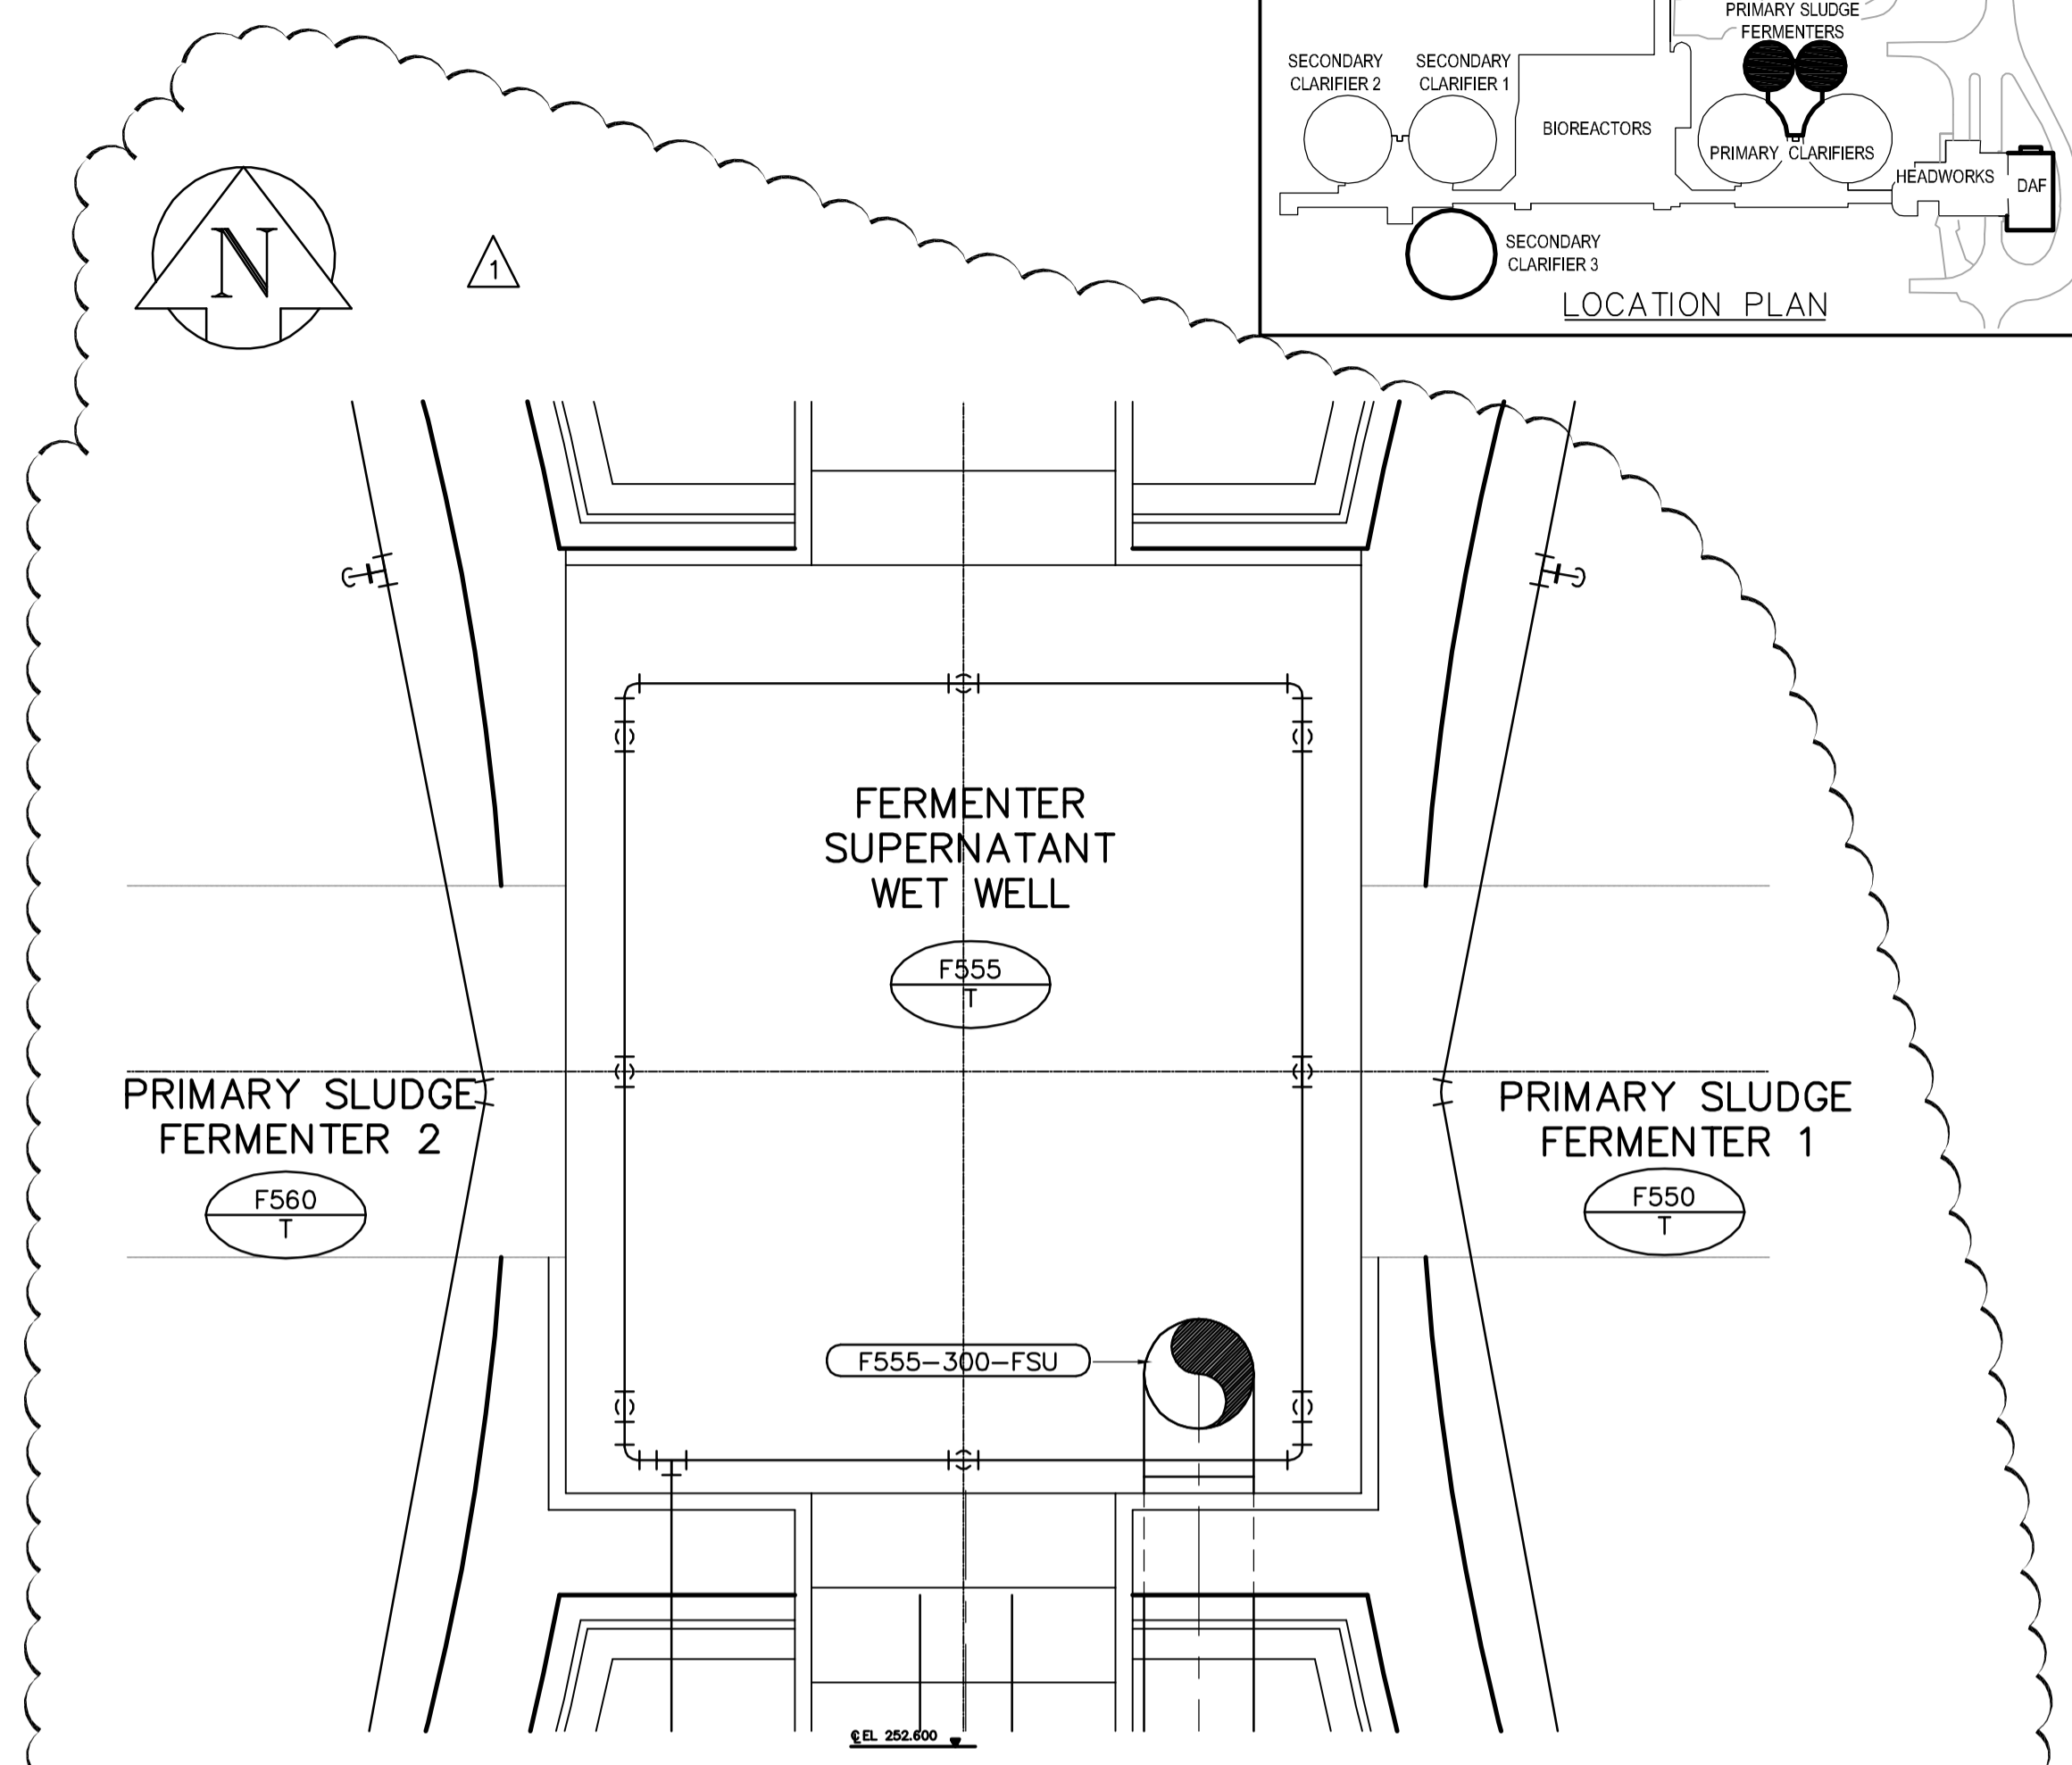 PRIMARY SLUDGE
FERMENTERS
SECONDARY
CLARIFIER 2
SECONDARY
CLARIFIER 1
BIOREACTORS
PRIMARY CLARIFIERS
HEADWORKS
DAF
SECONDARY
CLARIFIER 3
LOCATION PLAN
N
1
FERMENTER
SUPERNATANT
WET WELL
F555
T
PRIMARY SLUDGE
FERMENTER 2
F560
T
PRIMARY SLUDGE
FERMENTER 1
F550
T
F555-300-FSU
℄ EL 252.600